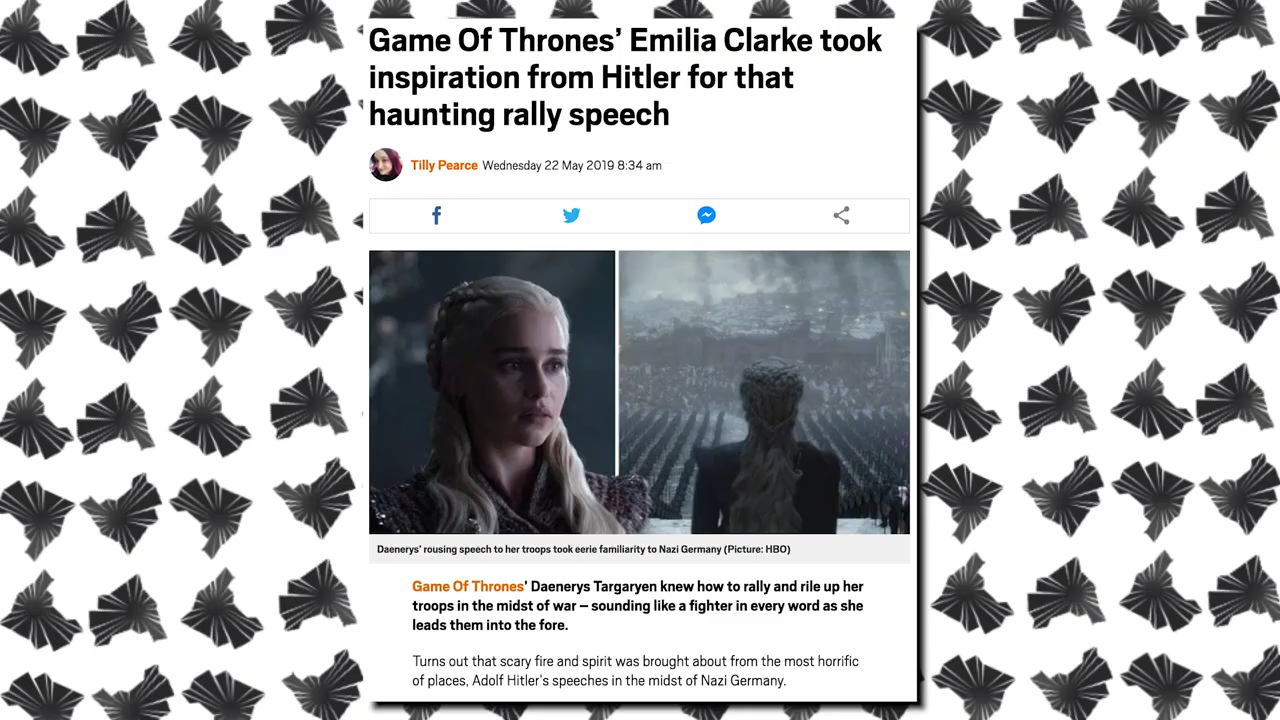 Game Of Thrones’ Emilia Clarke took
inspiration from Hitler for that
haunting rally speech
Tilly Pearce Wednesday 22 May 2019 8:34 am
Daenerys’ rousing speech to her troops took eerie familiarity to Nazi Germany (Picture: HBO)
Game Of Thrones’ Daenerys Targaryen knew how to rally and rile up her
troops in the midst of war – sounding like a fighter in every word as she
leads them into the fore.
Turns out that scary fire and spirit was brought about from the most horrific
of places, Adolf Hitler’s speeches in the midst of Nazi Germany.